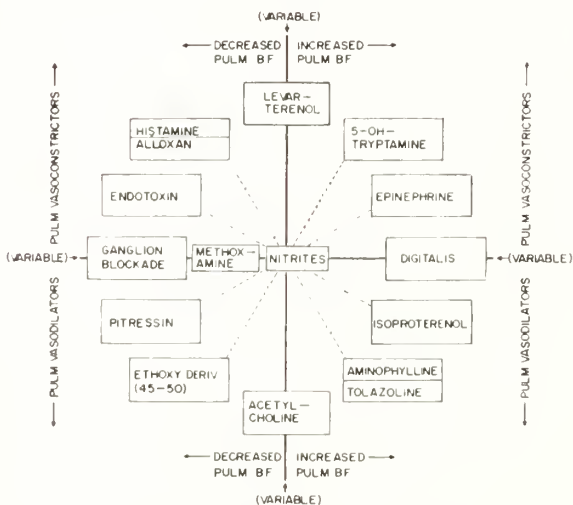 (VARIABLE)
DECREASED INCREASED
PULM BF PULM BF
LEVAR-
TERENOL
HISTAMINE
ALLOXAN
5-OH-
TRYPTAMINE
ENDOTOXIN
EPINEPHRINE
PULM VASOCONSTRICTORS
PULM VASOCONSTRICTORS
(VARIABLE)
GANGLION
BLOCKADE
METHOX-
AMINE
NITRITES
DIGITALIS
(VARIABLE)
PULM VASODILATORS
PULM VASODILATORS
PITRESSIN
ISOPROTERENOL
ETHOXY DERIV
(45-50)
AMINOPHYLLINE
TOLAZOLINE
ACETYL-
CHOLINE
DECREASED INCREASED
PULM BF PULM BF
(VARIABLE)